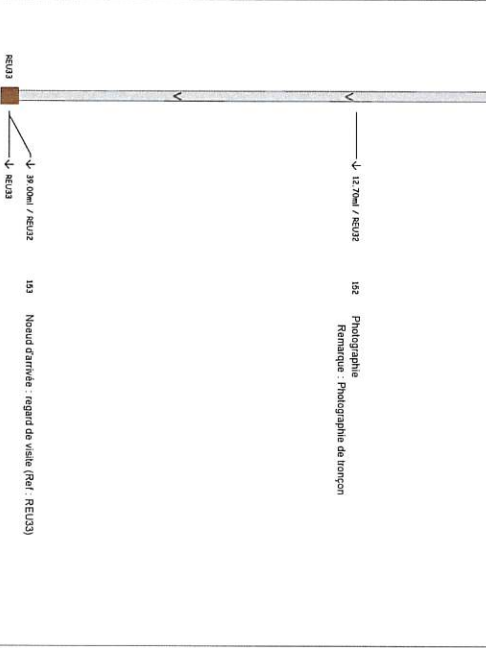 12.70ml / REU32 152 Photographie
Remarque : Photographie de tronçon
39.00ml / REU32 153 Noeud d'arrivée : regard de visite (Ref : REU33)
REU33 REU33